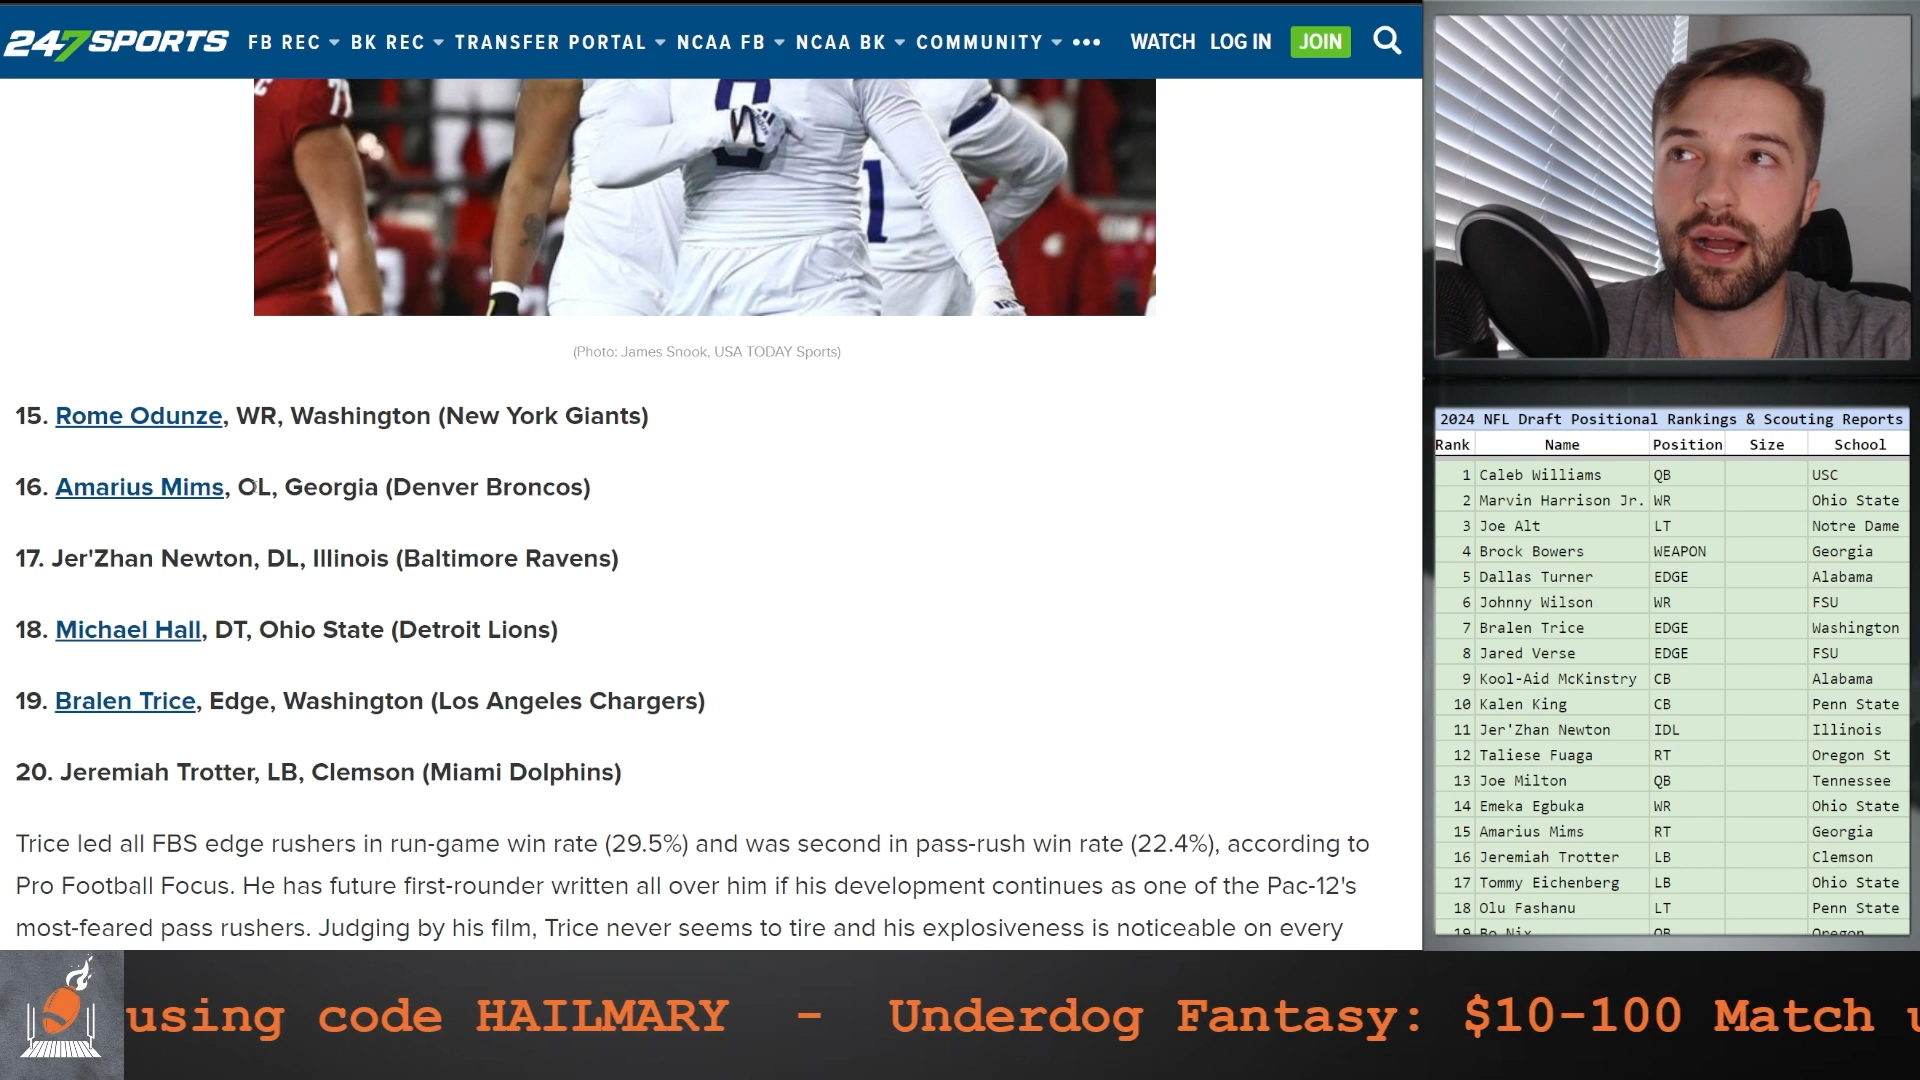 247SPORTS FB REC BK REC TRANSFER PORTAL NCAA FB NCAA BK COMMUNITY ••• WATCH LOG IN JOIN
(Photo: James Snook, USA TODAY Sports)
15. Rome Odunze, WR, Washington (New York Giants)
16. Amarius Mims, OL, Georgia (Denver Broncos)
17. Jer'Zhan Newton, DL, Illinois (Baltimore Ravens)
18. Michael Hall, DT, Ohio State (Detroit Lions)
19. Bralen Trice, Edge, Washington (Los Angeles Chargers)
20. Jeremiah Trotter, LB, Clemson (Miami Dolphins)
Trice led all FBS edge rushers in run-game win rate (29.5%) and was second in pass-rush win rate (22.4%), according to
Pro Football Focus. He has future first-rounder written all over him if his development continues as one of the Pac-12's
most-feared pass rushers. Judging by his film, Trice never seems to tire and his explosiveness is noticeable on every
2024 NFL Draft Positional Rankings & Scouting Reports
Rank Name Position Size School
1 Caleb Williams QB USC
2 Marvin Harrison Jr. WR Ohio State
3 Joe Alt LT Notre Dame
4 Brock Bowers WEAPON Georgia
5 Dallas Turner EDGE Alabama
6 Johnny Wilson WR FSU
7 Bralen Trice EDGE Washington
8 Jared Verse EDGE FSU
9 Kool-Aid McKinstry CB Alabama
10 Kalen King CB Penn State
11 Jer'Zhan Newton IDL Illinois
12 Taliese Fuaga RT Oregon St
13 Joe Milton QB Tennessee
14 Emeka Egbuka WR Ohio State
15 Amarius Mims RT Georgia
16 Jeremiah Trotter LB Clemson
17 Tommy Eichenberg LB Ohio State
18 Olu Fashanu LT Penn State
19 Bo Nix QB Oregon
using code HAILMARY - Underdog Fantasy: $10-100 Match